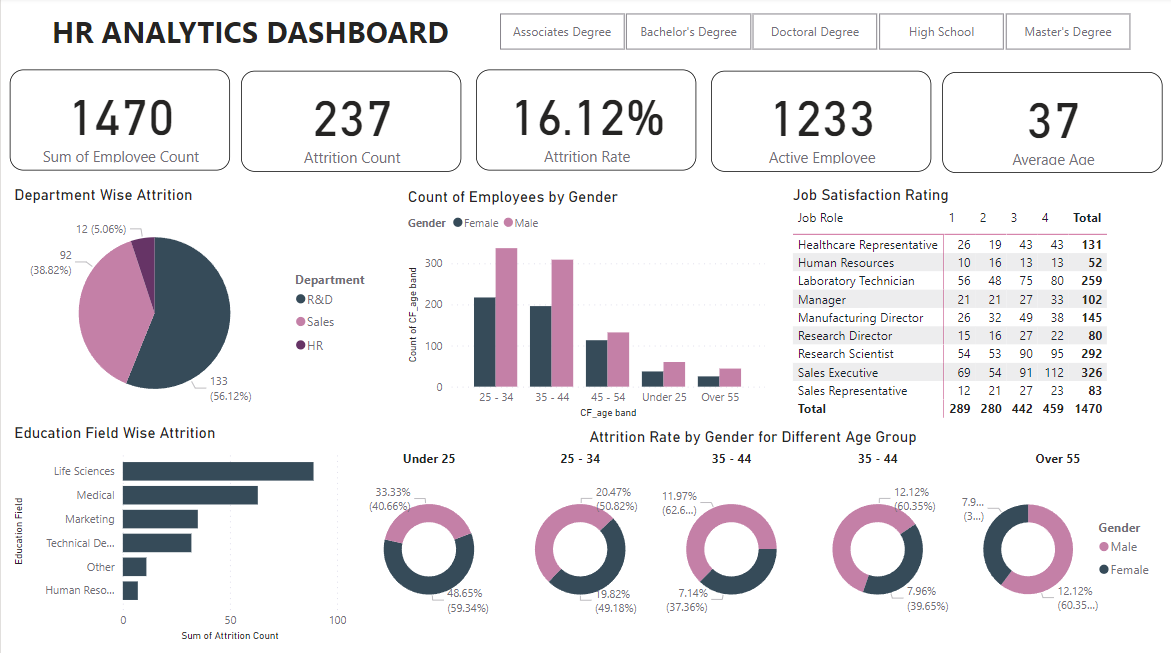 HR ANALYTICS DASHBOARD
Associates Degree
Bachelor's Degree
Doctoral Degree
High School
Master's Degree
1470
Sum of Employee Count
237
Attrition Count
16.12%
Attrition Rate
1233
Active Employee
37
Average Age
Department Wise Attrition
12 (5.06%)
92
(38.82%)
133
(56.12%)
Department
R&D
Sales
HR
Count of Employees by Gender
Gender Female Male
Count of CF_age band
300
200
100
0
25 - 34 35 - 44 45 - 54 Under 25 Over 55
CF_age band
Job Satisfaction Rating
Job Role 1 2 3 4 Total
Healthcare Representative 26 19 43 43 131
Human Resources 10 16 13 13 52
Laboratory Technician 56 48 75 80 259
Manager 21 21 27 33 102
Manufacturing Director 26 32 49 38 145
Research Director 15 16 27 22 80
Research Scientist 54 53 90 95 292
Sales Executive 69 54 91 112 326
Sales Representative 12 21 27 23 83
Total 289 280 442 459 1470
Education Field Wise Attrition
Education Field
Life Sciences
Medical
Marketing
Technical De...
Other
Human Reso...
0 50 100
Sum of Attrition Count
Attrition Rate by Gender for Different Age Group
Under 25
33.33%
(40.66%)
48.65%
(59.34%)
25 - 34
20.47%
(50.82%)
19.82%
(49.18%)
35 - 44
11.97%
(62.6...)
7.14%
(37.36%)
35 - 44
12.12%
(60.35%)
7.96%
(39.65%)
Over 55
7.9...
(3...)
12.12%
(60.35...)
Gender
Male
Female